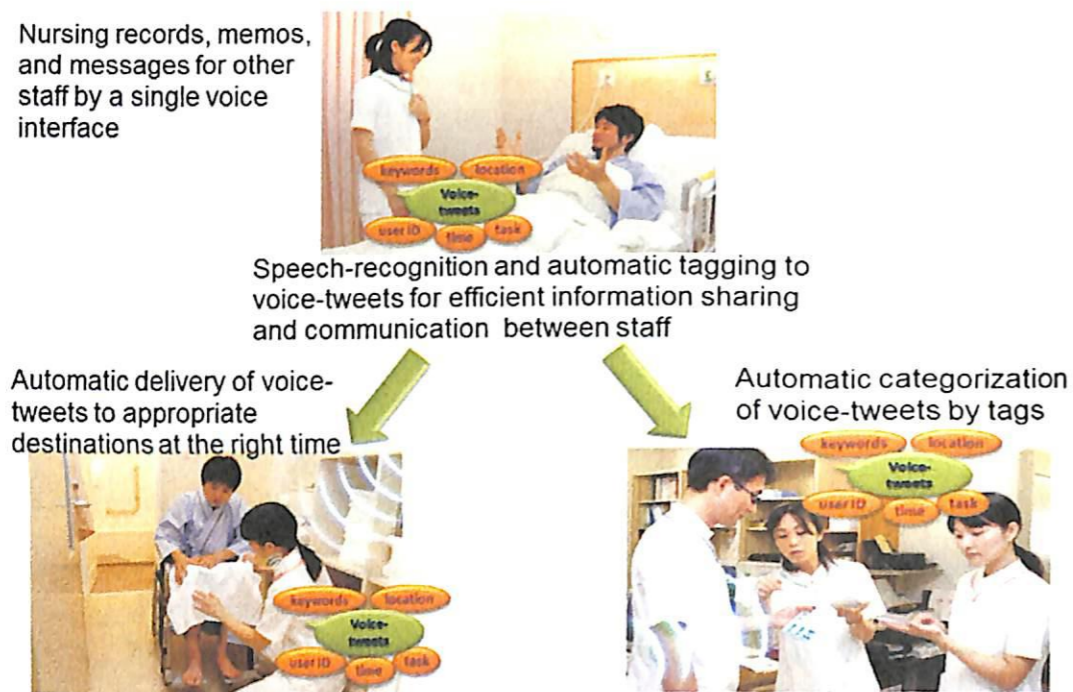 Nursing records, memos,
and messages for other
staff by a single voice
interface
keywords
location
Voice-
tweets
user ID
time
task
Speech-recognition and automatic tagging to
voice-tweets for efficient information sharing
and communication between staff
Automatic delivery of voice-
tweets to appropriate
destinations at the right time
keywords
location
Voice-
tweets
user ID
time
task
Automatic categorization
of voice-tweets by tags
keywords
location
Voice-
tweets
user ID
time
task